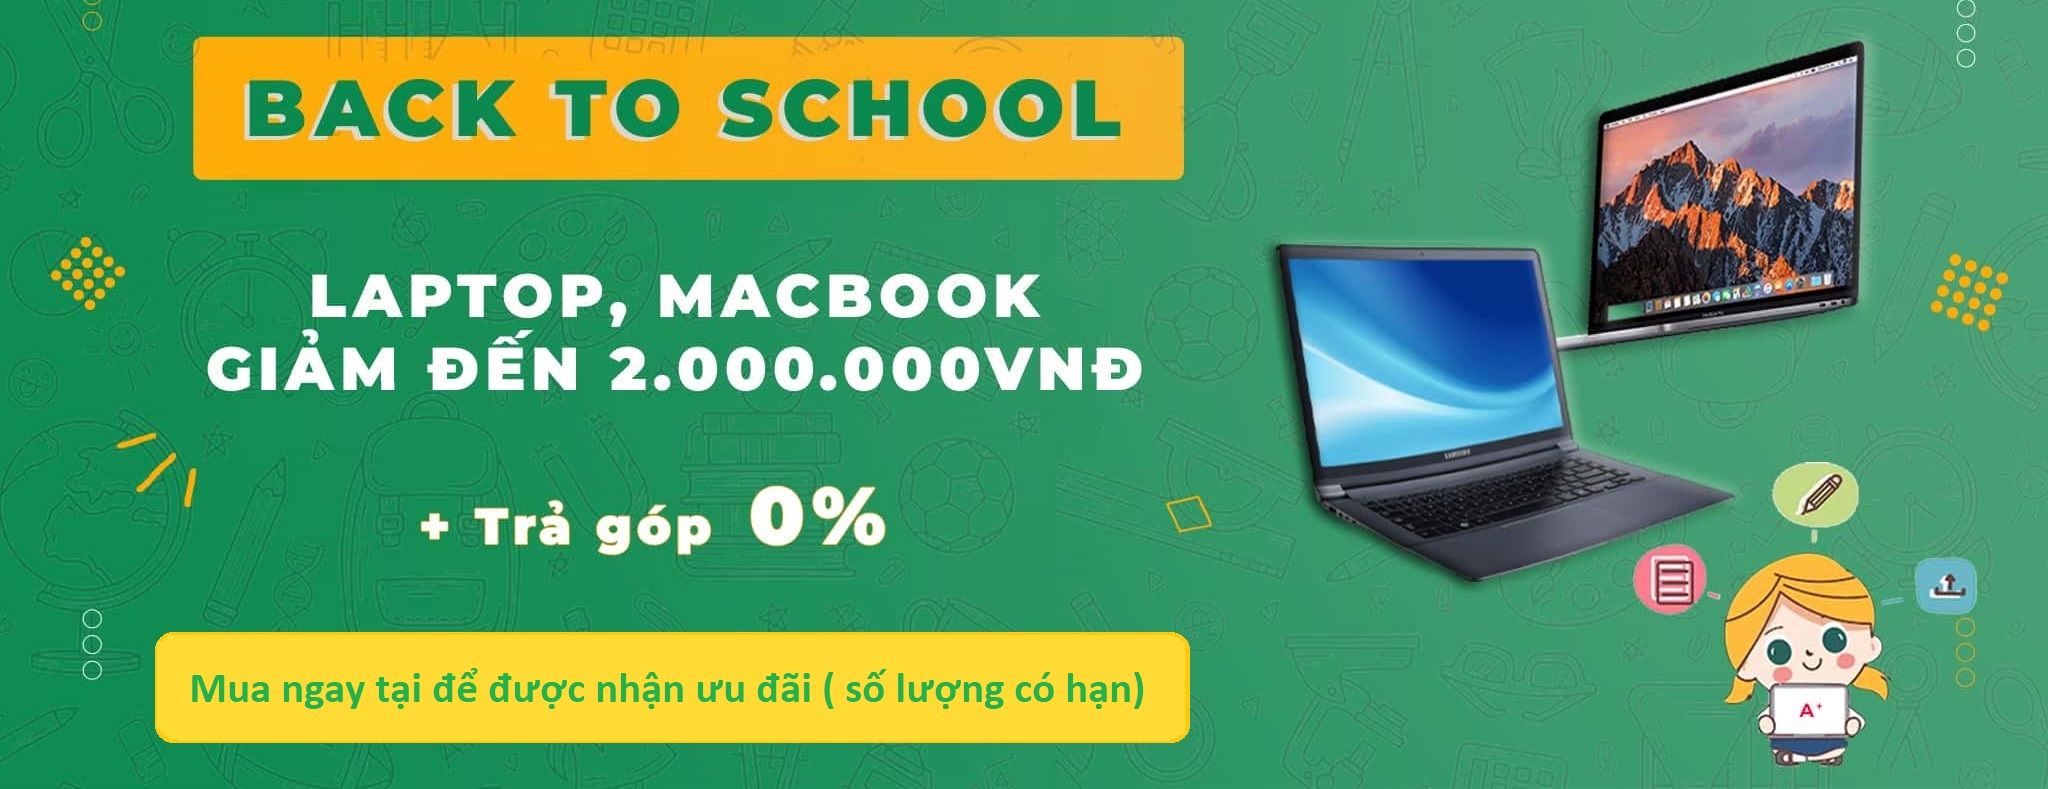 BACK TO SCHOOL
LAPTOP, MACBOOK
GIẢM ĐẾN 2.000.000VNĐ
+ Trả góp 0%
Mua ngay tại để được nhận ưu đãi ( số lượng có hạn)
SAMSUNG
A+